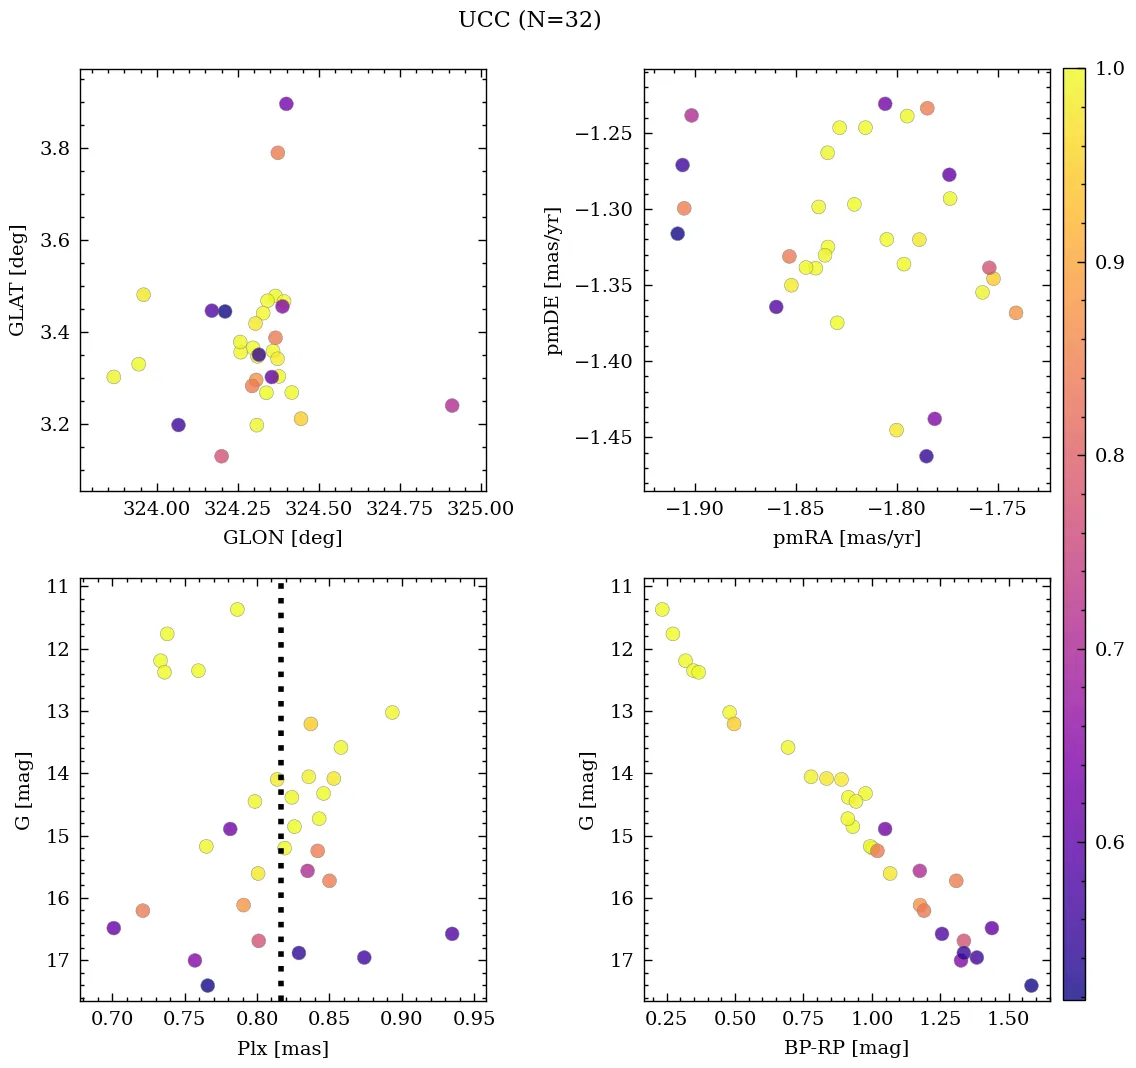 UCC (N=32)
3.8
3.6
3.4
3.2
GLAT [deg]
324.00 324.25 324.50 324.75 325.00
GLON [deg]
−1.25
−1.30
−1.35
−1.40
−1.45
pmDE [mas/yr]
−1.90 −1.85 −1.80 −1.75
pmRA [mas/yr]
1.0
0.9
0.8
0.7
0.6
11
12
13
14
15
16
17
G [mag]
0.70 0.75 0.80 0.85 0.90 0.95
Plx [mas]
11
12
13
14
15
16
17
G [mag]
0.25 0.50 0.75 1.00 1.25 1.50
BP-RP [mag]